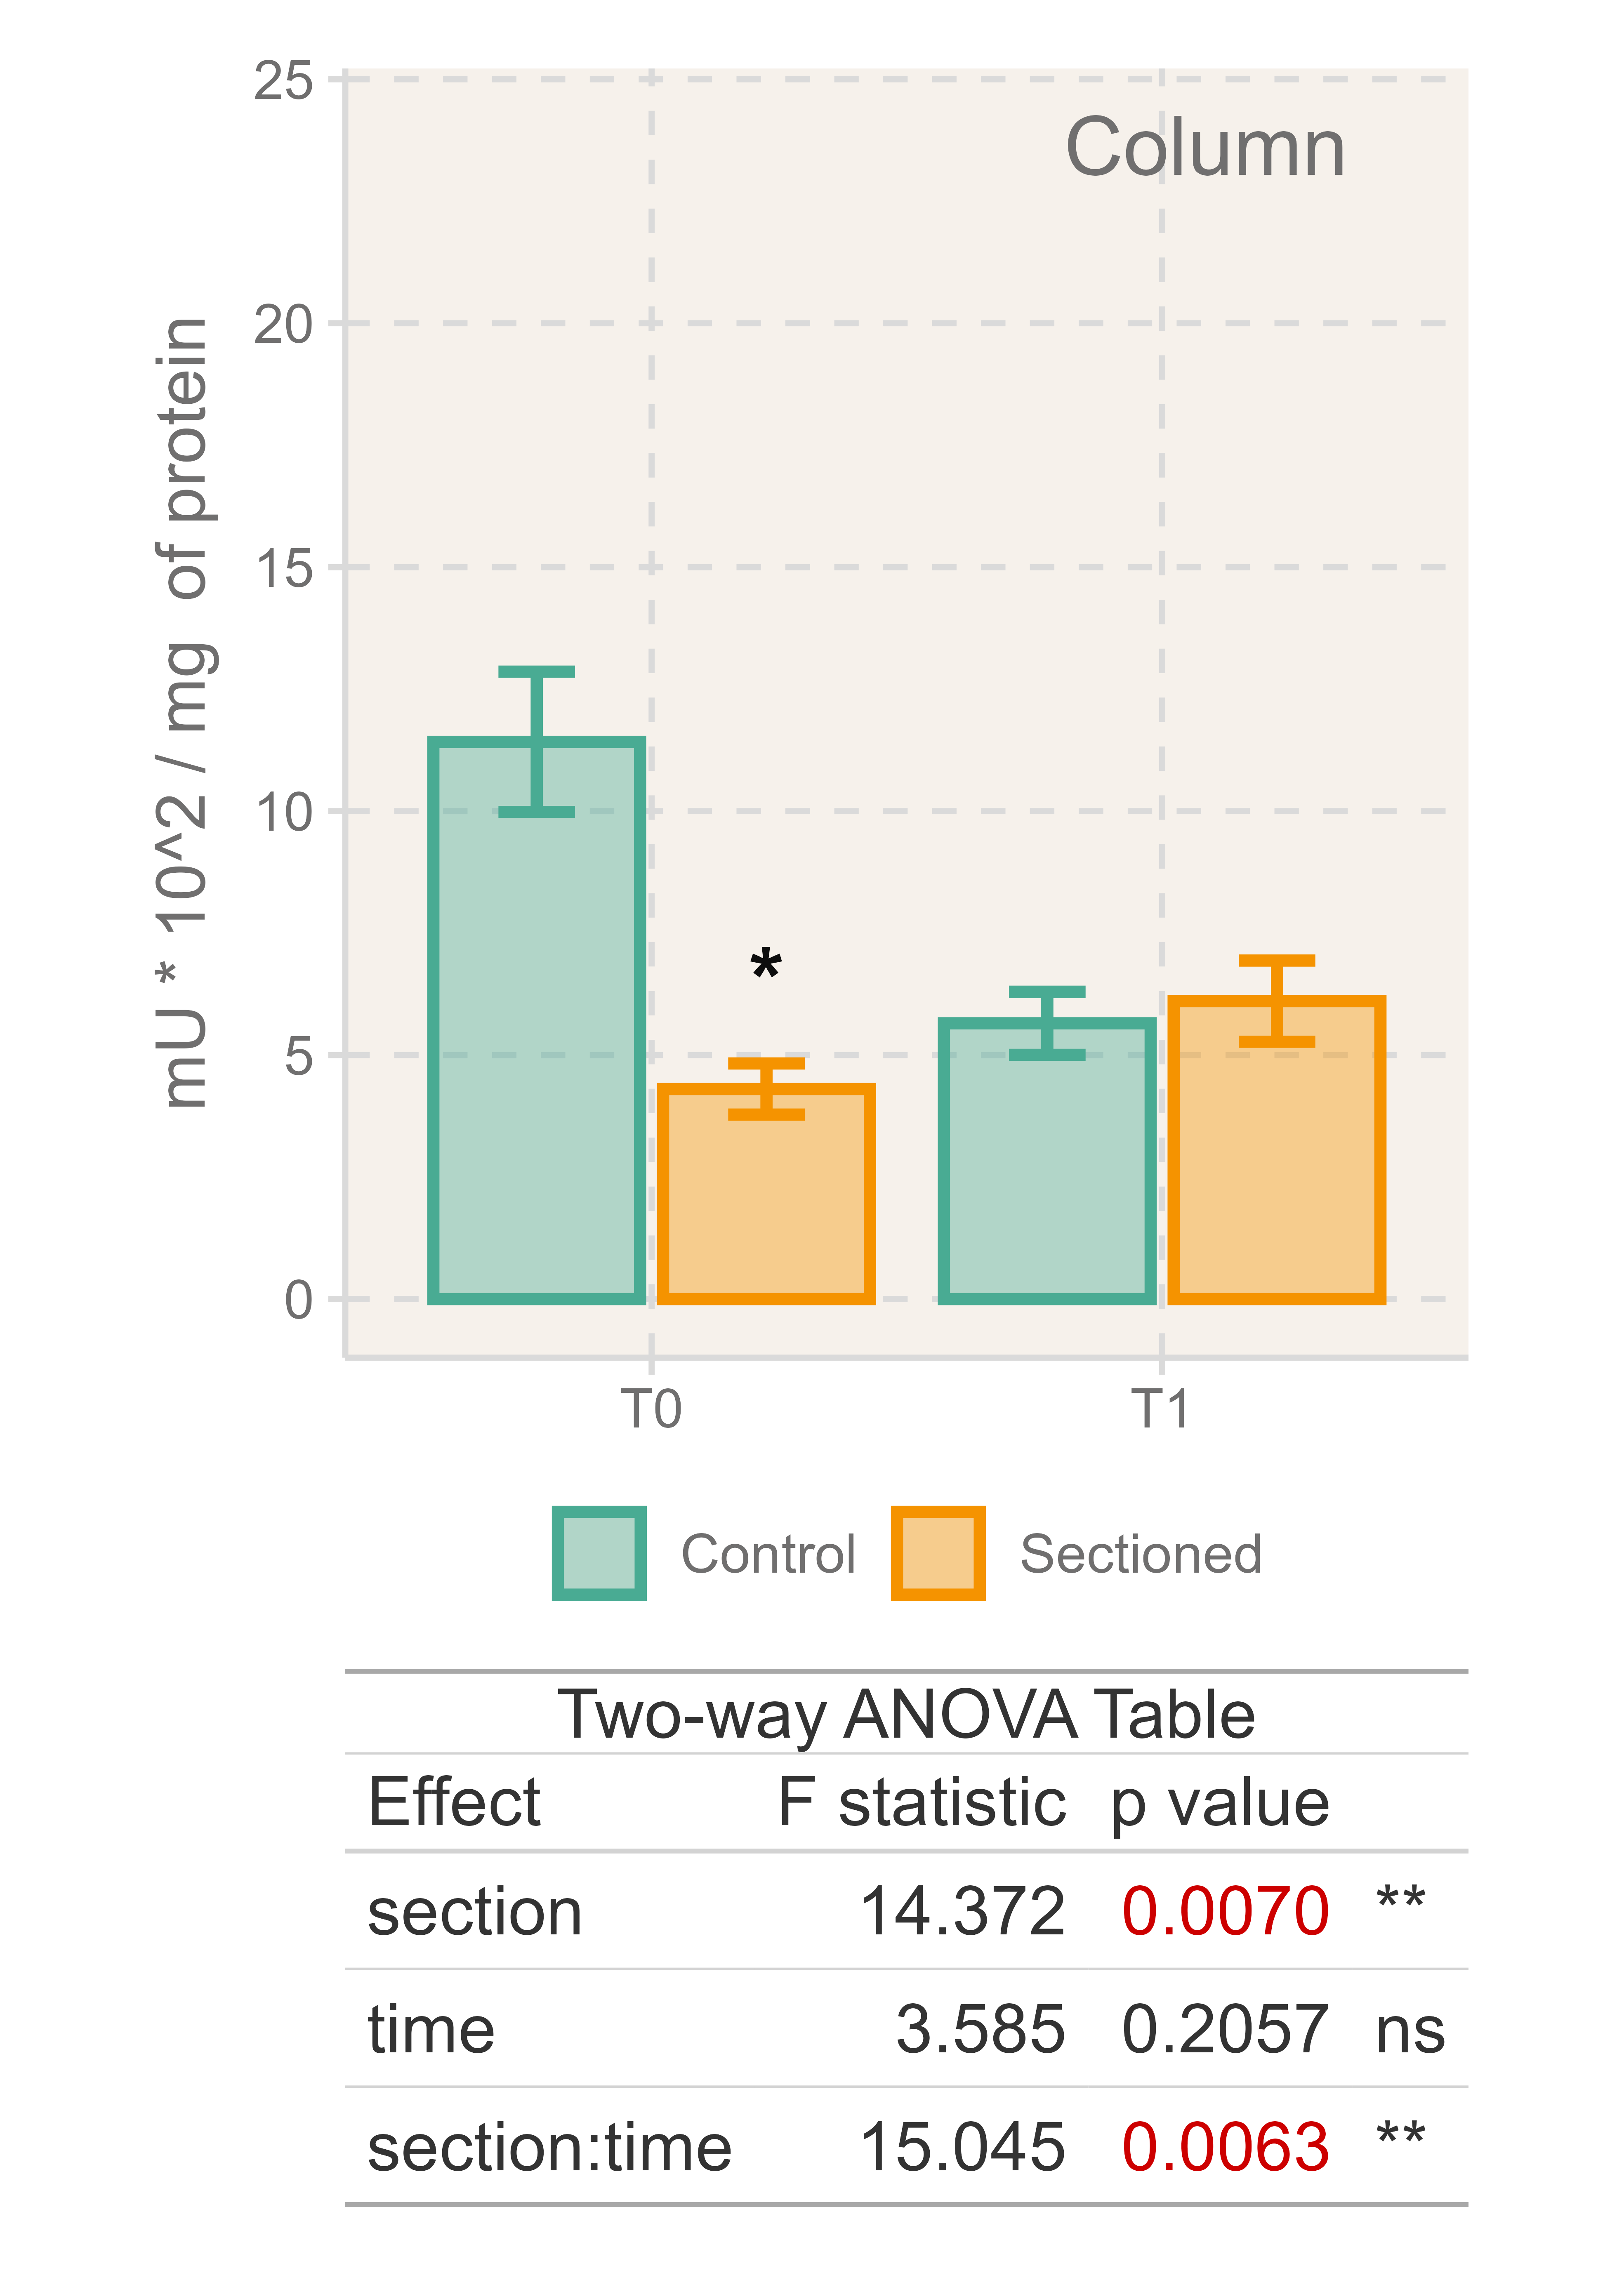 Column
25
20
15
10
5
0
mU * 10^2 / mg of protein
*
T0 T1
Control Sectioned
Two-way ANOVA Table
Effect F statistic p value
section 14.372 0.0070 **
time 3.585 0.2057 ns
section:time 15.045 0.0063 **